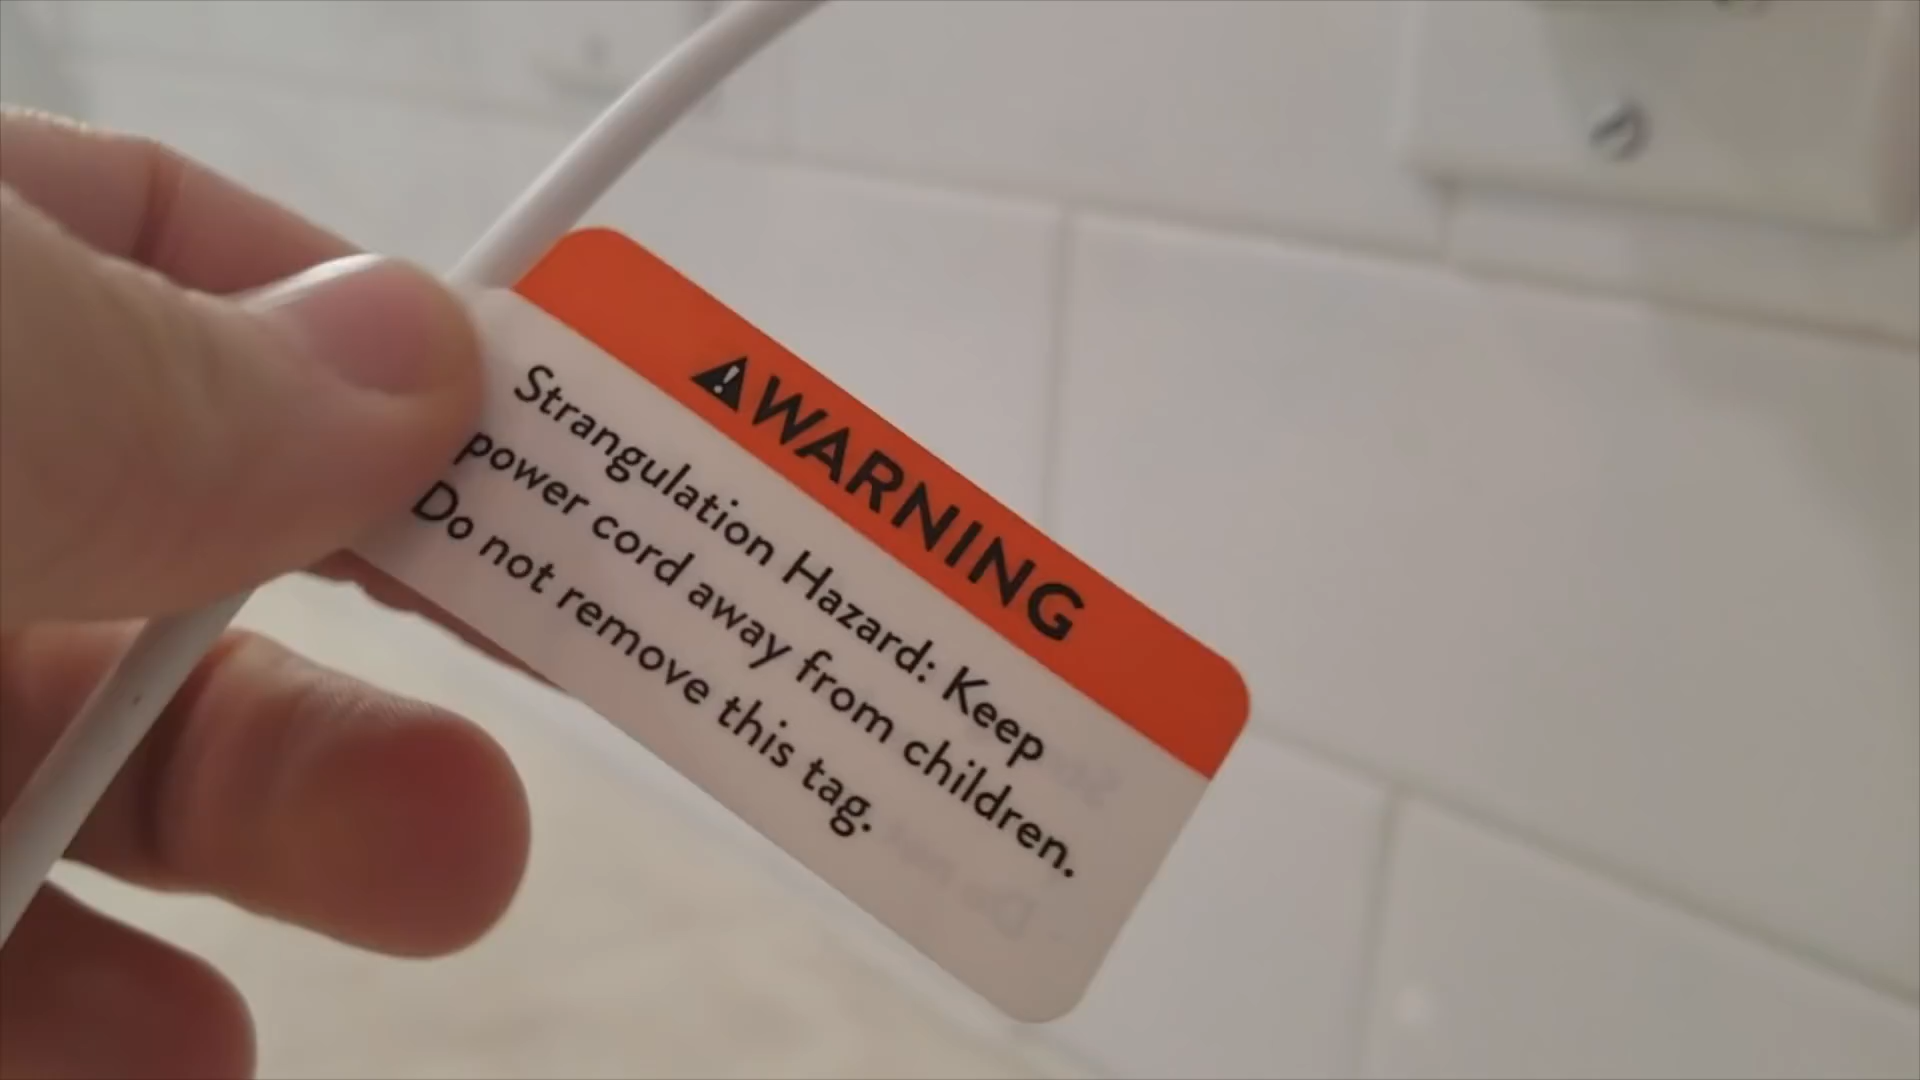 WARNING
Strangulation Hazard: Keep
power cord away from children.
Do not remove this tag.